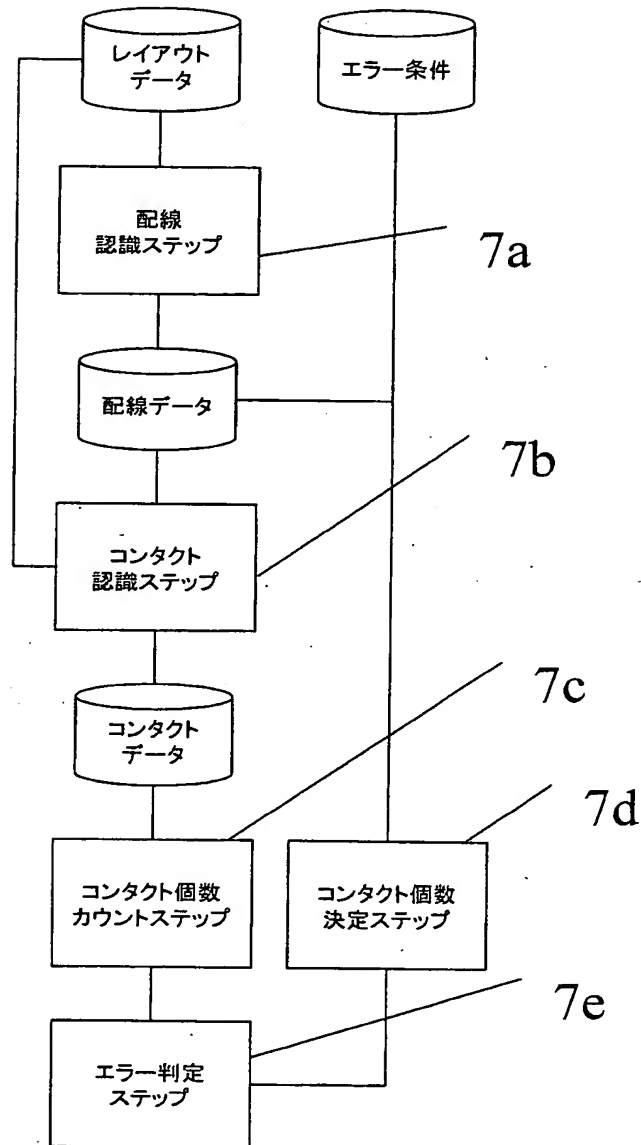 レイアウト
データ
エラー条件
配線
認識ステップ
7a
配線データ
7b
コンタクト
認識ステップ
コンタクト
データ
7c
7d
コンタクト個数
カウントステップ
コンタクト個数
決定ステップ
7e
エラー判定
ステップ